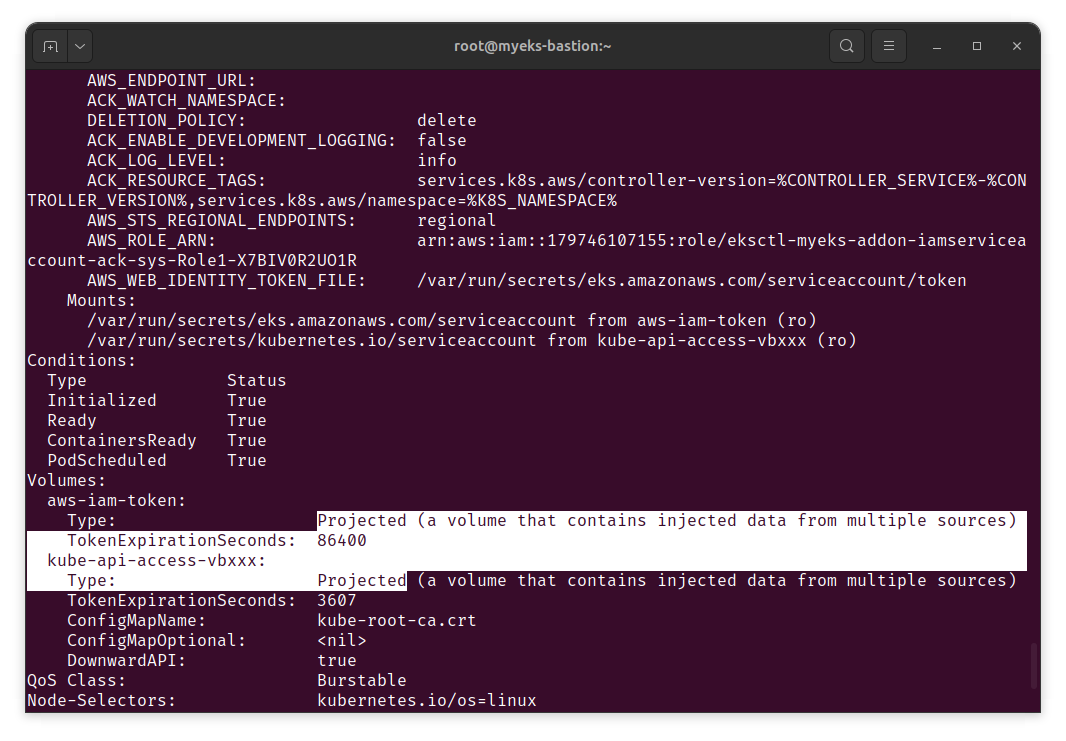 root@myeks-bastion:~
      AWS_ENDPOINT_URL:
      ACK_WATCH_NAMESPACE:
      DELETION_POLICY:                 delete
      ACK_ENABLE_DEVELOPMENT_LOGGING:  false
      ACK_LOG_LEVEL:                   info
      ACK_RESOURCE_TAGS:               services.k8s.aws/controller-version=%CONTROLLER_SERVICE%-%CON
TROLLER_VERSION%,services.k8s.aws/namespace=%K8S_NAMESPACE%
      AWS_STS_REGIONAL_ENDPOINTS:      regional
      AWS_ROLE_ARN:                    arn:aws:iam::179746107155:role/eksctl-myeks-addon-iamservicea
ccount-ack-sys-Role1-X7BIV0R2UO1R
      AWS_WEB_IDENTITY_TOKEN_FILE:     /var/run/secrets/eks.amazonaws.com/serviceaccount/token
    Mounts:
      /var/run/secrets/eks.amazonaws.com/serviceaccount from aws-iam-token (ro)
      /var/run/secrets/kubernetes.io/serviceaccount from kube-api-access-vbxxx (ro)
Conditions:
  Type              Status
  Initialized       True
  Ready             True
  ContainersReady   True
  PodScheduled      True
Volumes:
  aws-iam-token:
    Type:                    Projected (a volume that contains injected data from multiple sources)
    TokenExpirationSeconds:  86400
  kube-api-access-vbxxx:
    Type:                    Projected (a volume that contains injected data from multiple sources)
    TokenExpirationSeconds:  3607
    ConfigMapName:           kube-root-ca.crt
    ConfigMapOptional:       <nil>
    DownwardAPI:             true
QoS Class:                   Burstable
Node-Selectors:              kubernetes.io/os=linux